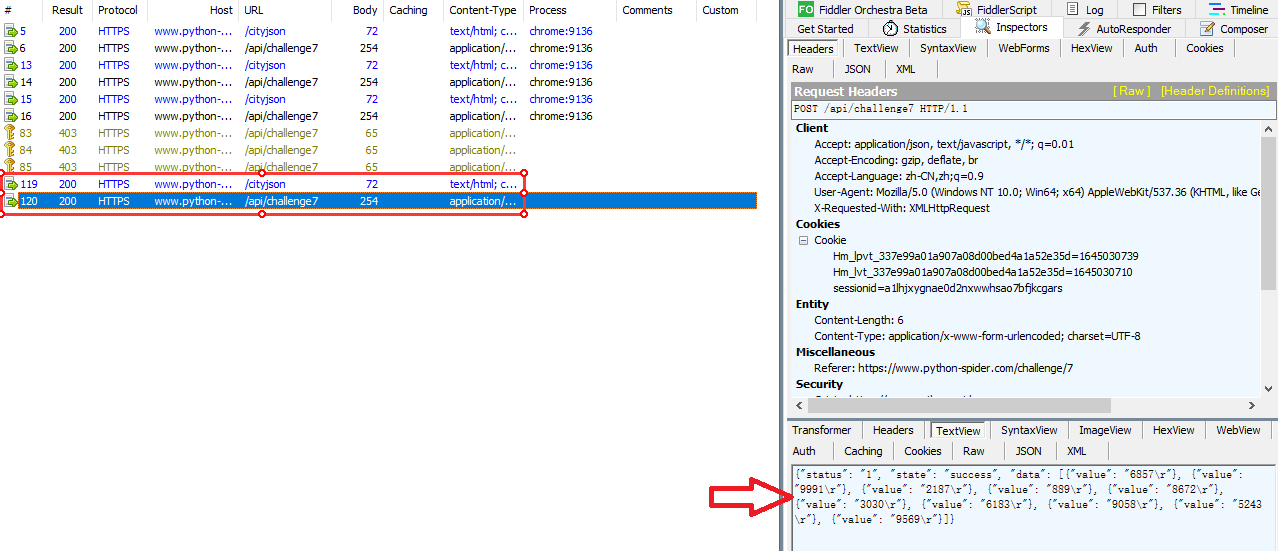 # Result Protocol Host URL Body Caching Content-Type Process Comments Custom
5 200 HTTPS www.python-... /cityjson 72 text/html; c... chrome:9136
6 200 HTTPS www.python-... /api/challenge7 254 application/... chrome:9136
13 200 HTTPS www.python-... /cityjson 72 text/html; c... chrome:9136
14 200 HTTPS www.python-... /api/challenge7 254 application/... chrome:9136
15 200 HTTPS www.python-... /cityjson 72 text/html; c... chrome:9136
16 200 HTTPS www.python-... /api/challenge7 254 application/... chrome:9136
83 403 HTTPS www.python-... /api/challenge7 65 application/...
84 403 HTTPS www.python-... /api/challenge7 65 application/...
85 403 HTTPS www.python-... /api/challenge7 65 application/...
119 200 HTTPS www.python-... /cityjson 72 text/html; c...
120 200 HTTPS www.python-... /api/challenge7 254 application/...
FO Fiddler Orchestra Beta JS FiddlerScript Log Filters Timeline
Get Started Statistics Inspectors AutoResponder Composer
Headers TextView SyntaxView WebForms HexView Auth Cookies
Raw JSON XML
Request Headers [ Raw ] [Header Definitions]
POST /api/challenge7 HTTP/1.1
Client
Accept: application/json, text/javascript, */*; q=0.01
Accept-Encoding: gzip, deflate, br
Accept-Language: zh-CN,zh;q=0.9
User-Agent: Mozilla/5.0 (Windows NT 10.0; Win64; x64) AppleWebKit/537.36 (KHTML, like Ge
X-Requested-With: XMLHttpRequest
Cookies
Cookie
Hm_lpvt_337e99a01a907a08d00bed4a1a52e35d=1645030739
Hm_lvt_337e99a01a907a08d00bed4a1a52e35d=1645030710
sessionid=a1lhjxygnae0d2nxwwhsao7bfjkcgars
Entity
Content-Length: 6
Content-Type: application/x-www-form-urlencoded; charset=UTF-8
Miscellaneous
Referer: https://www.python-spider.com/challenge/7
Security
Transformer Headers TextView SyntaxView ImageView HexView WebView
Auth Caching Cookies Raw JSON XML
{"status": "1", "state": "success", "data": [{"value": "6857\r"}, {"value":
"9991\r"}, {"value": "2187\r"}, {"value": "889\r"}, {"value": "8672\r"},
{"value": "3030\r"}, {"value": "6183\r"}, {"value": "9058\r"}, {"value": "5243
\r"}, {"value": "9569\r"}]}